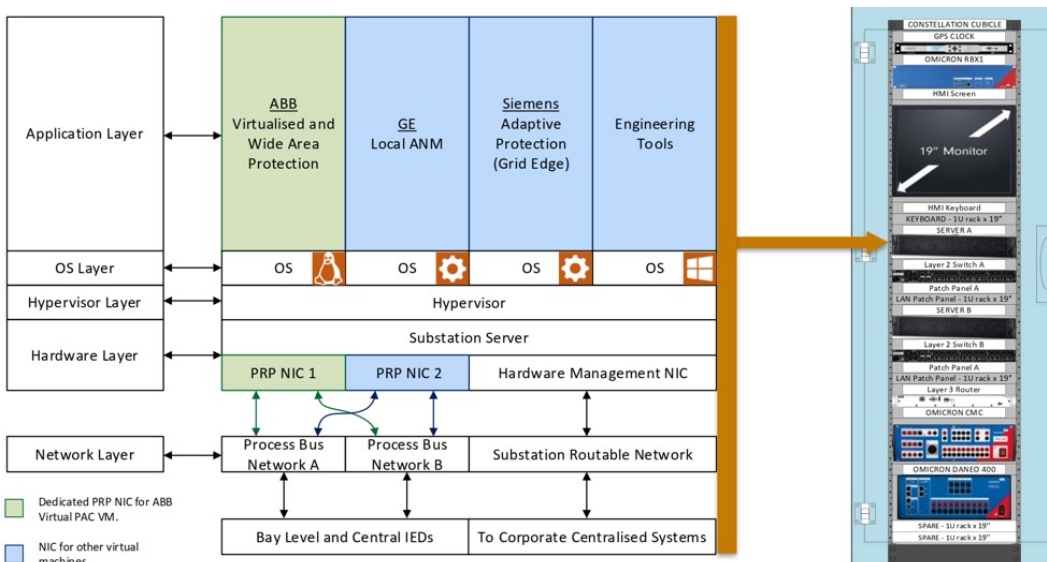 Application Layer
ABB
Virtualised and
Wide Area
Protection
GE
Local ANM
Siemens
Adaptive
Protection
(Grid Edge)
Engineering
Tools
OS Layer
OS
OS
OS
OS
Hypervisor Layer
Hypervisor
Hardware Layer
Substation Server
PRP NIC 1
PRP NIC 2
Hardware Management NIC
Network Layer
Process Bus
Network A
Process Bus
Network B
Substation Routable Network
Bay Level and Central IEDs
To Corporate Centralised Systems
Dedicated PRP NIC for ABB
Virtual PAC VM.
NIC for other virtual
machines
CONSTELLATION CUBICLE
GPS CLOCK
OMICRON RBX1
HMI Screen
19" Monitor
HMI Keyboard
KEYBOARD - 1U rack x 19"
SERVER A
Layer 2 Switch A
Patch Panel A
LAN Patch Panel - 1U rack x 19"
SERVER B
Layer 2 Switch B
Patch Panel A
LAN Patch Panel - 1U rack x 19"
Layer 3 Router
OMICRON CMC
OMICRON DANEO 400
SPARE - 1U rack x 19"
SPARE - 1U rack x 19"